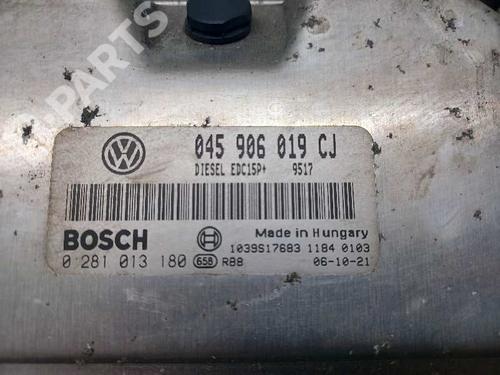 B-PARTS
VW
045 906 019 CJ
DIESEL EDC15P+ 9517
BOSCH
Made in Hungary
1039S17683 1184 0103
0 281 013 180 658 R88 06-10-21